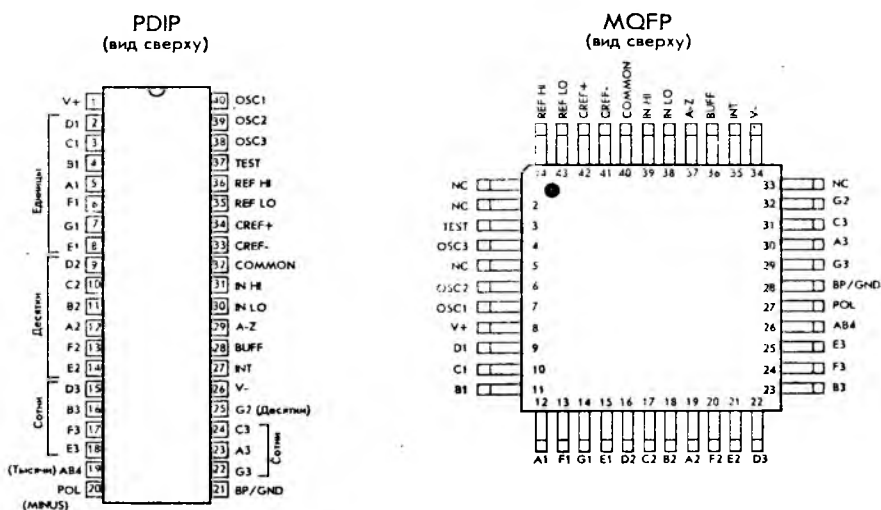 PDIP
(вид сверху)
V+ 1 40 OSC1
D1 2 39 OSC2
C1 3 38 OSC3
B1 4 37 TEST
A1 5 36 REF HI
F1 6 35 REF LO
G1 7 34 CREF+
E1 8 33 CREF-
D2 9 32 COMMON
C2 10 31 IN HI
B2 11 30 IN LO
A2 12 29 A-Z
F2 13 28 BUFF
E2 14 27 INT
D3 15 26 V-
B3 16 25 G2 (Десятки)
F3 17 24 C3
E3 18 23 A3
(Тысячи) AB4 19 22 G3
POL 20 21 BP/GND
(MINUS)
Единицы
Десятки
Сотни
Сотни
MQFP
(вид сверху)
REF HI
REF LO
CREF+
CREF-
COMMON
IN HI
IN LO
A-Z
BUFF
INT
V-
44 43 42 41 40 39 38 37 36 35 34
NC 33 NC
NC 2 32 G2
TEST 3 31 C3
OSC3 4 30 A3
NC 5 29 G3
OSC2 6 28 BP/GND
OSC1 7 27 POL
V+ 8 26 AB4
D1 9 25 E3
C1 10 24 F3
B1 11 23 B3
12 13 14 15 16 17 18 19 20 21 22
A1 F1 G1 E1 D2 C2 B2 A2 F2 E2 D3